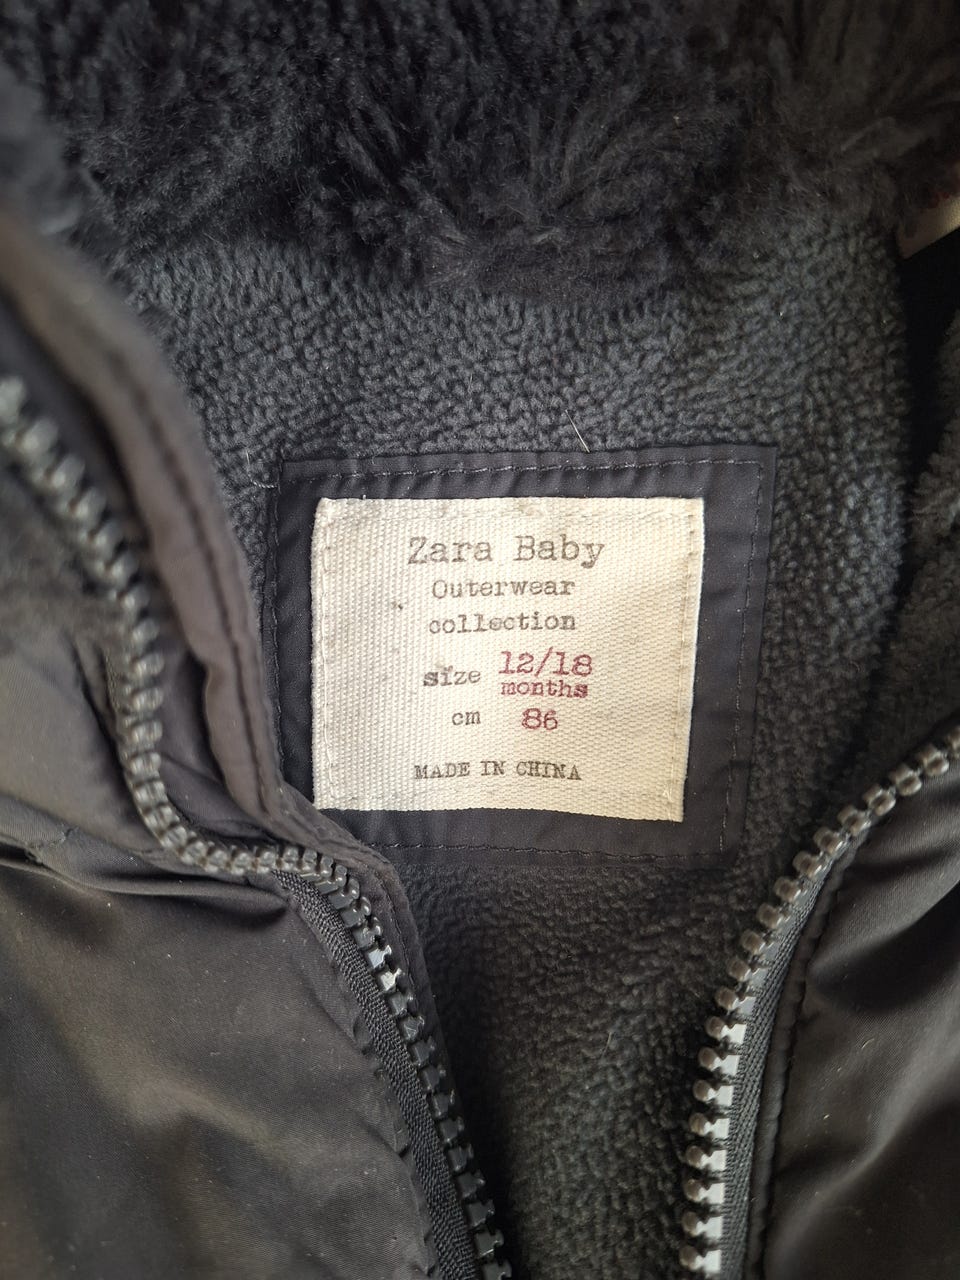 Zara Baby
Outerwear
collection
size 12/18
months
cm 86
MADE IN CHINA